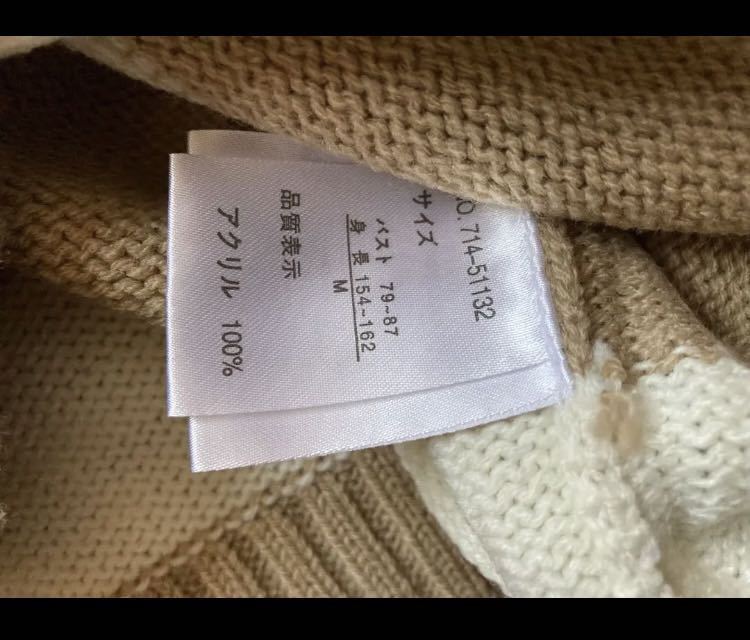 NO. 714-51132
サイズ
バスト 79~87
身長 154~162
M
品質表示
アクリル 100%